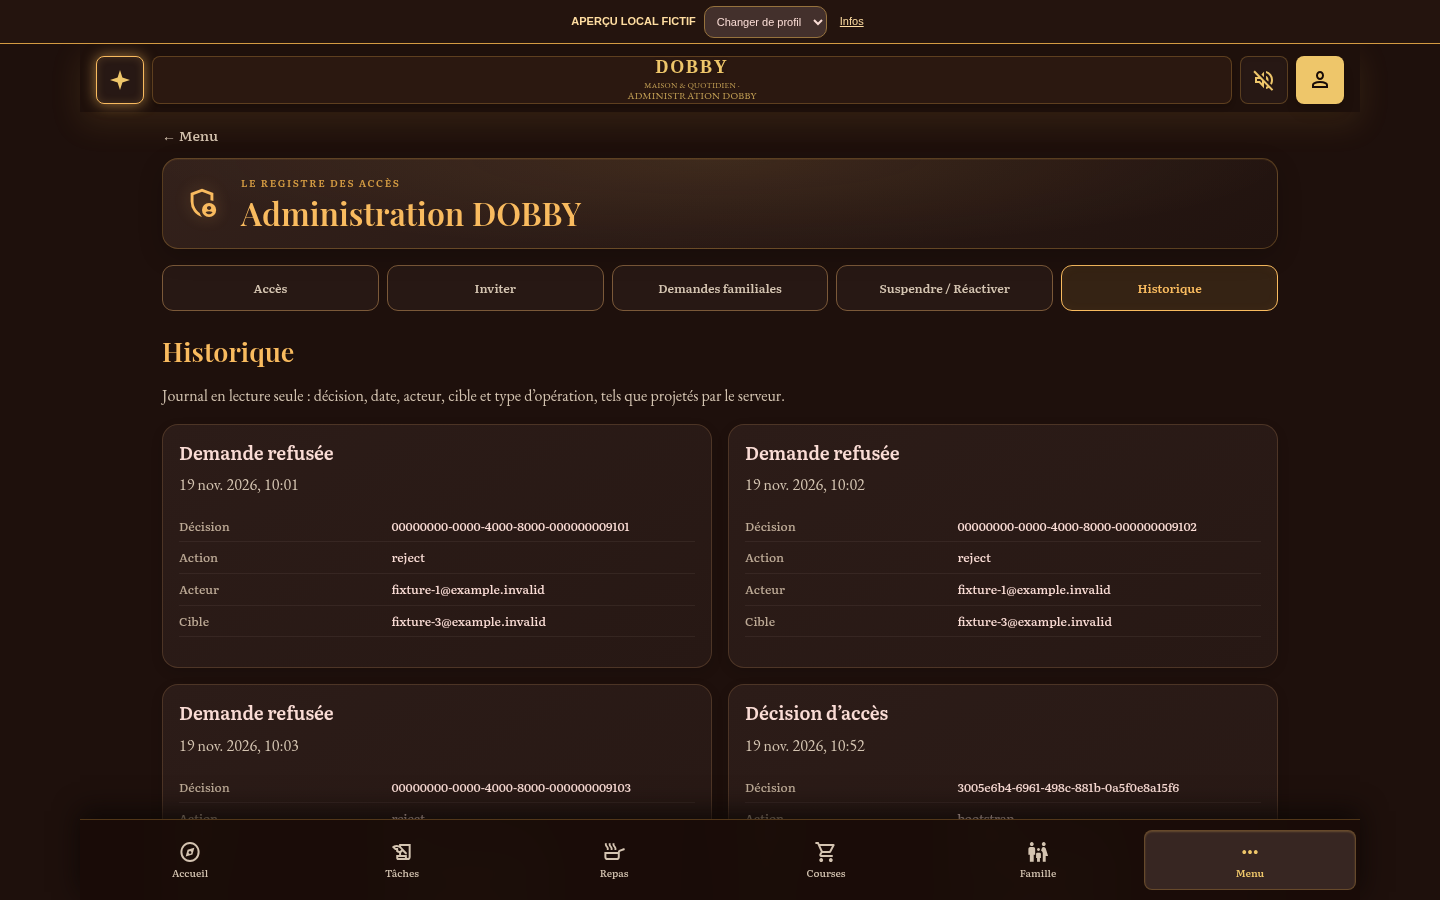 APERÇU LOCAL FICTIF Changer de profil Infos
DOBBY
MAISON & QUOTIDIEN ·
ADMINISTRATION DOBBY
← Menu
LE REGISTRE DES ACCÈS
Administration DOBBY
Accès Inviter Demandes familiales Suspendre / Réactiver Historique
Historique
Journal en lecture seule : décision, date, acteur, cible et type d’opération, tels que projetés par le serveur.
Demande refusée
19 nov. 2026, 10:01
Décision 00000000-0000-4000-8000-000000009101
Action reject
Acteur fixture-1@example.invalid
Cible fixture-3@example.invalid
Demande refusée
19 nov. 2026, 10:02
Décision 00000000-0000-4000-8000-000000009102
Action reject
Acteur fixture-1@example.invalid
Cible fixture-3@example.invalid
Demande refusée
19 nov. 2026, 10:03
Décision 00000000-0000-4000-8000-000000009103
Action reject
Décision d’accès
19 nov. 2026, 10:52
Décision 3005e6b4-6961-498c-881b-0a5f0e8a15f6
Action bootstrap
Accueil Tâches Repas Courses Famille Menu